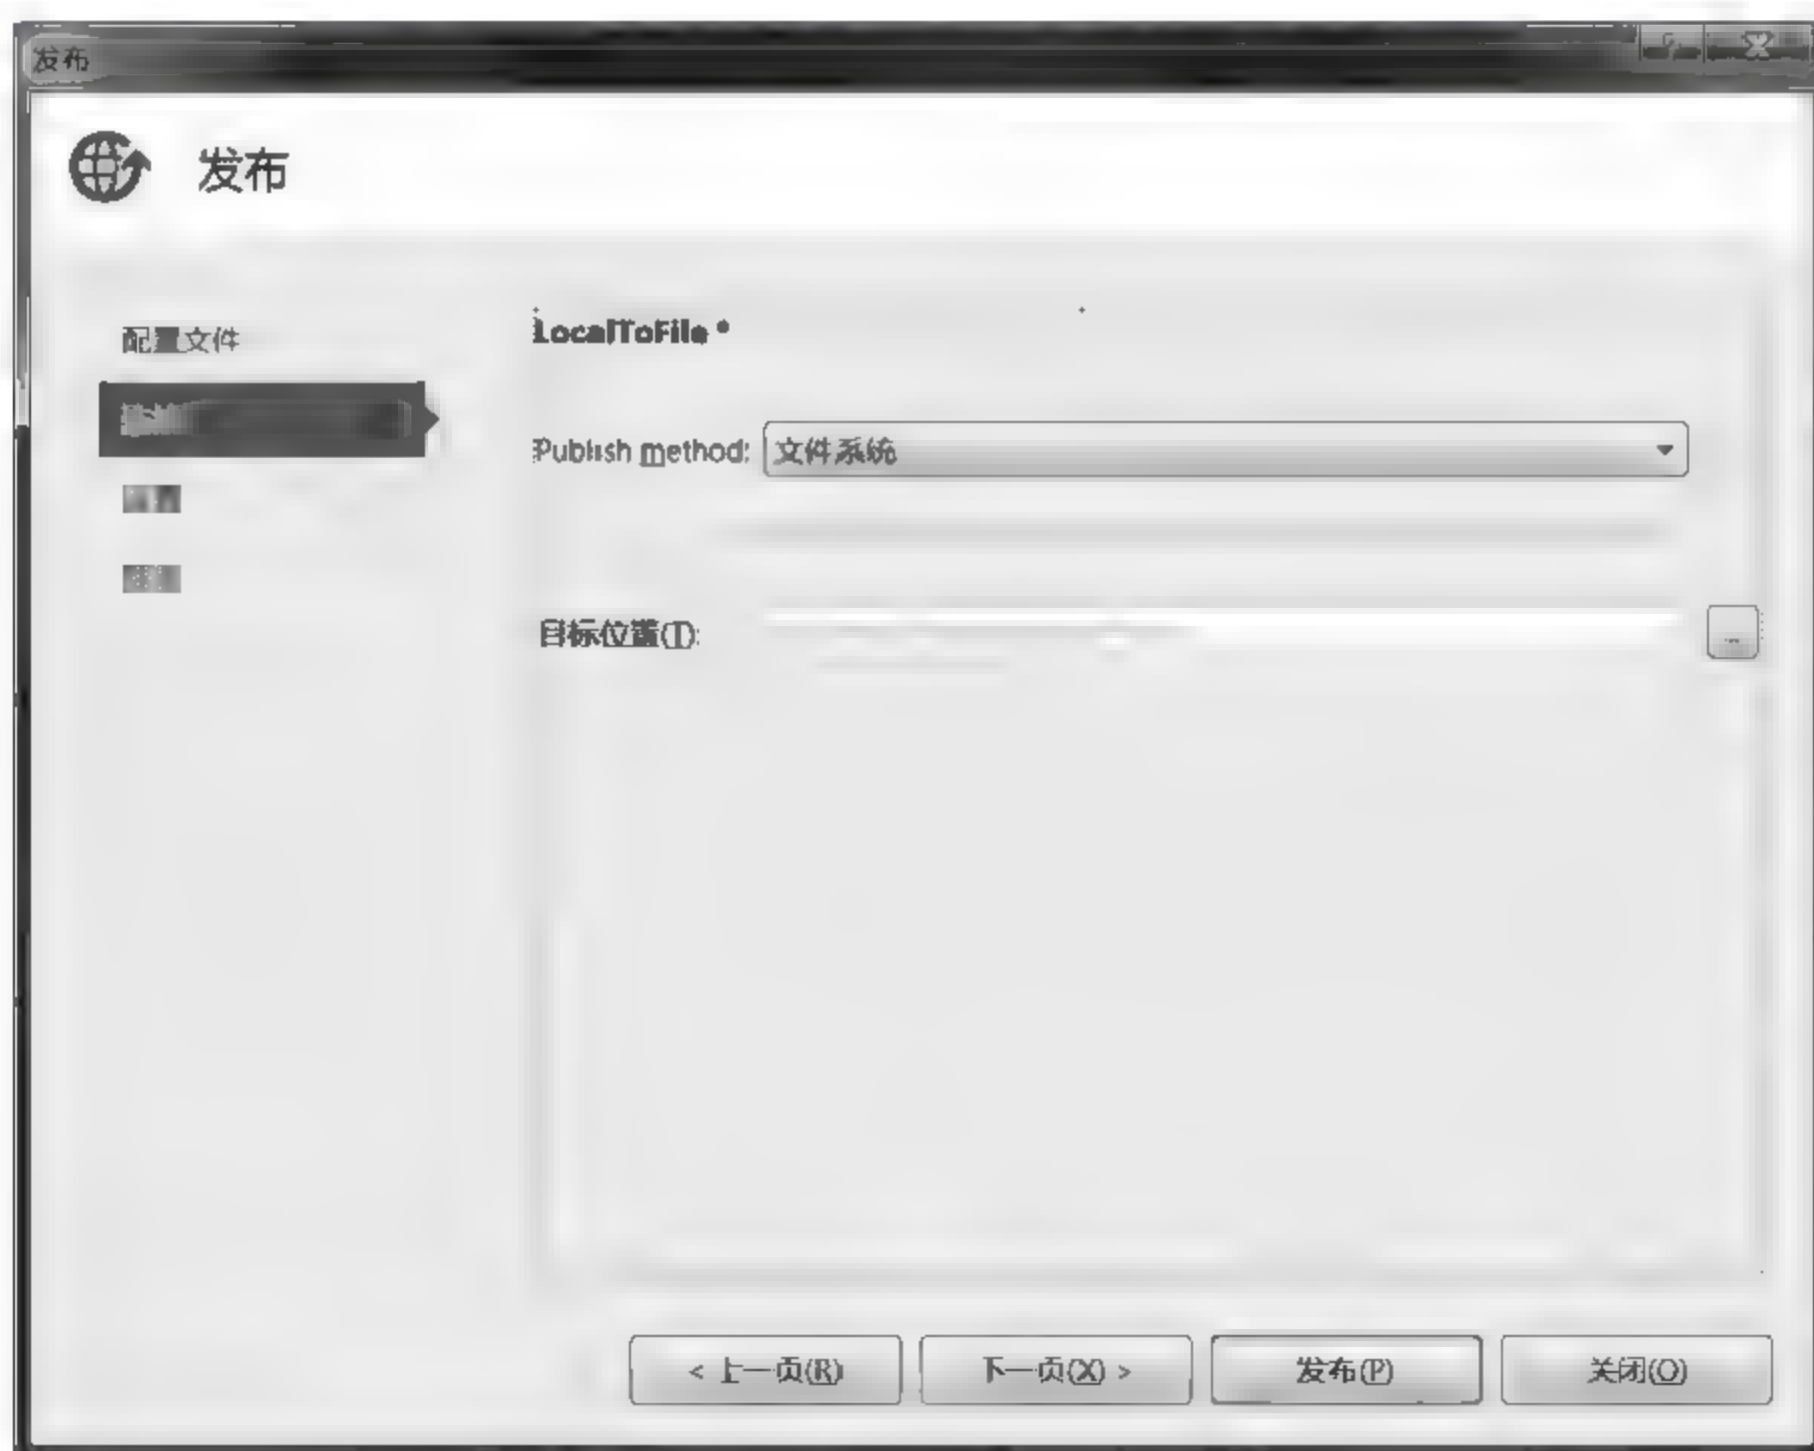 发布
发布
配置文件
LocalToFile *
Publish method: 文件系统
目标位置(T):
...
< 上一页(R)
下一页(X) >
发布(P)
关闭(O)